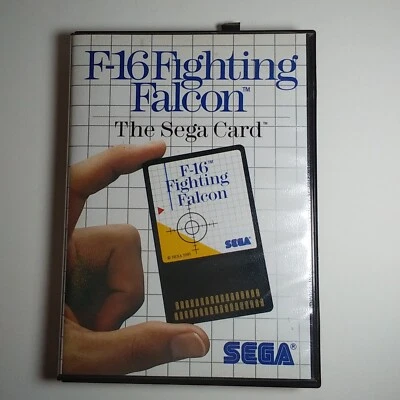 F-16 Fighting
Falcon™
The Sega Card™
F-16™
Fighting
Falcon
SEGA
SEGA®